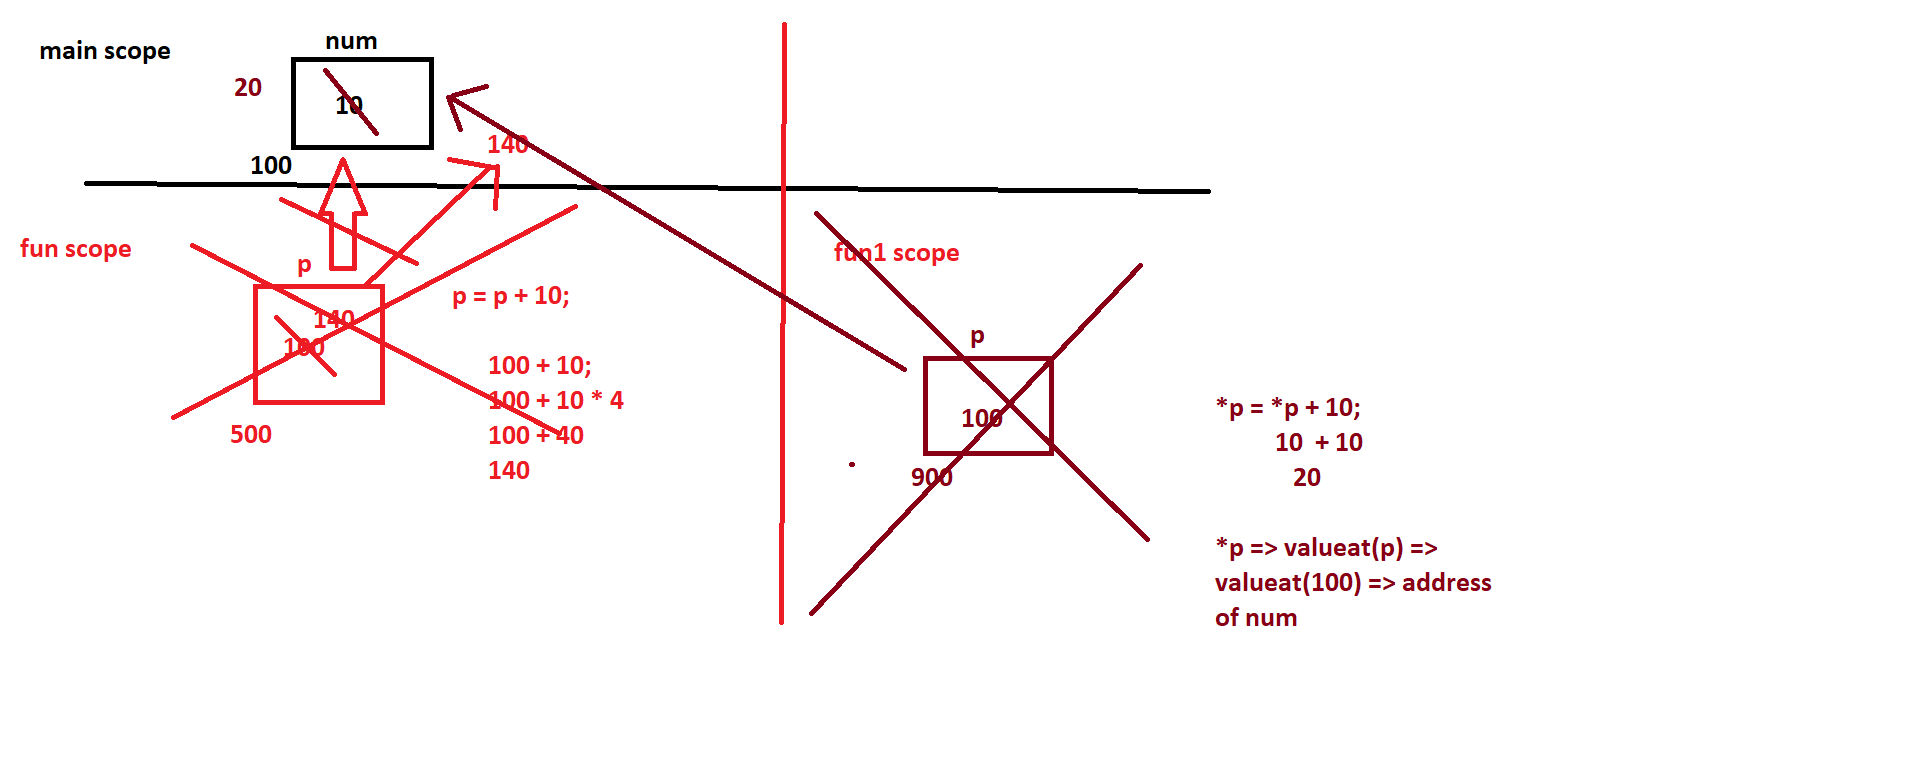 main scope
num
20
10
100
140
fun scope
p
140
100
500
p = p + 10;
100 + 10;
100 + 10 * 4
100 + 40
140
fun1 scope
p
100
900
*p = *p + 10;
10 + 10
20
*p => valueat(p) =>
valueat(100) => address
of num